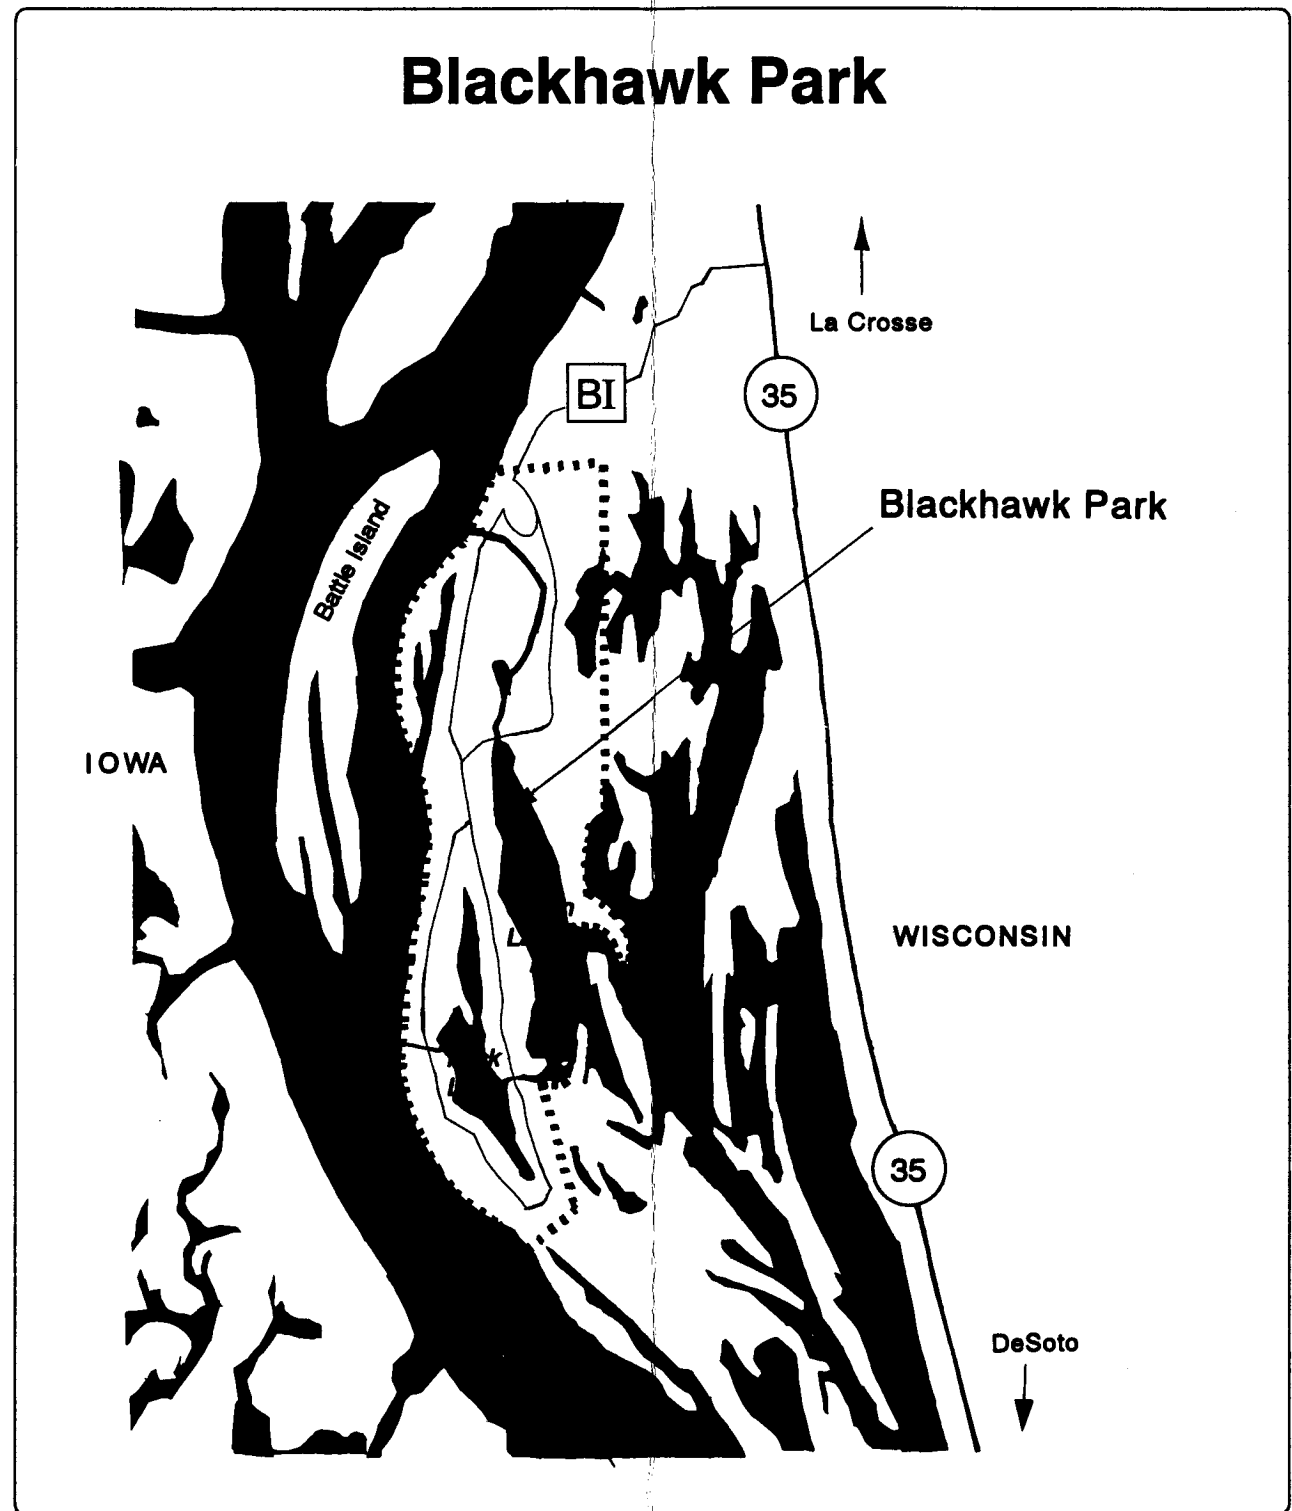 Blackhawk Park
La Crosse
BI
35
Blackhawk Park
Battle Island
IOWA
WISCONSIN
35
DeSoto